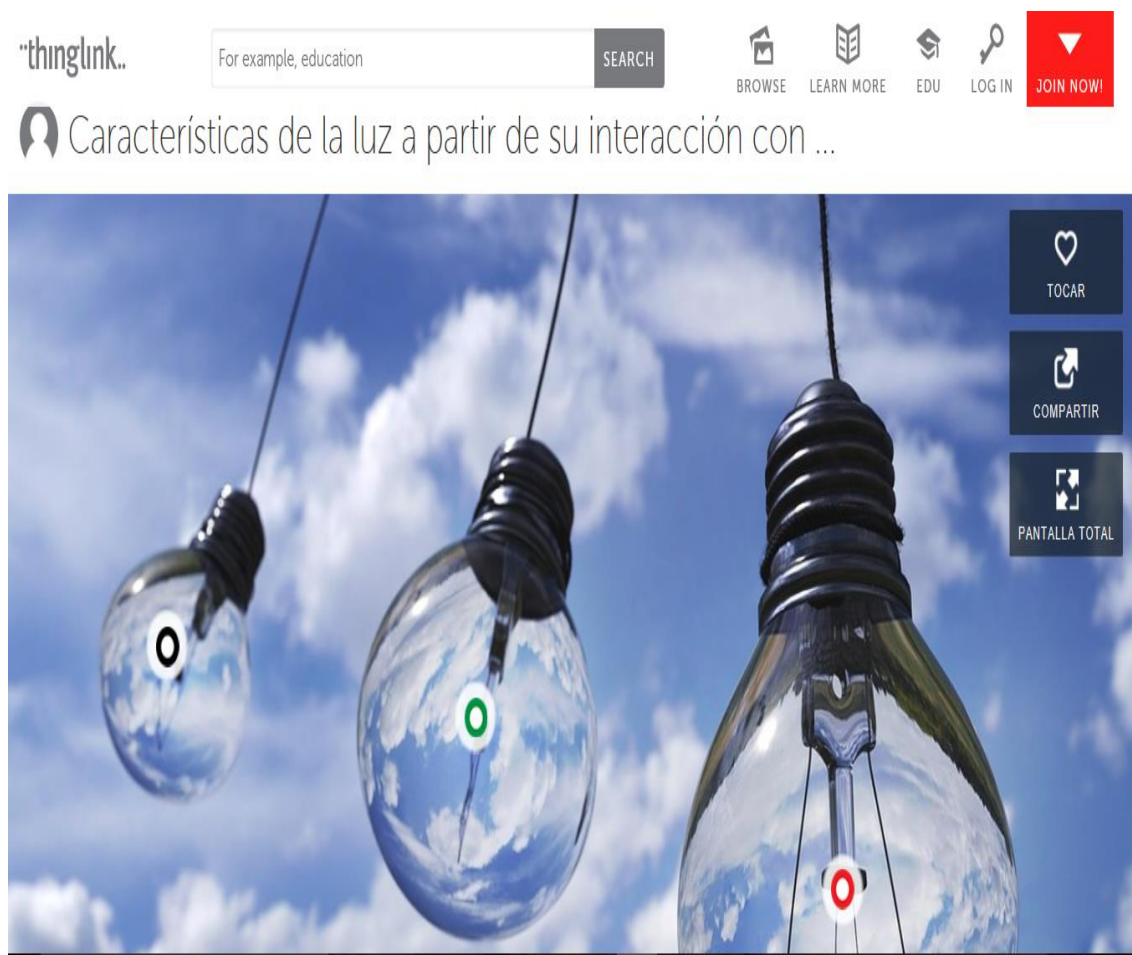 ¨thinglink..
For example, education
SEARCH
BROWSE
LEARN MORE
EDU
LOG IN
JOIN NOW!
Características de la luz a partir de su interacción con ...
TOCAR
COMPARTIR
PANTALLA TOTAL